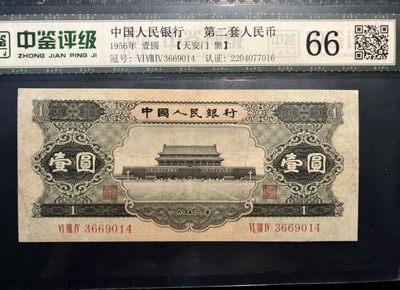 中鉴评级
ZHONG JIAN PING JI
中国人民银行 第二套人民币
1956年 壹圆 【天安门 黑】
冠号: VI VIII IV 3669014 认证: 2204077016
66
中國人民銀行
1
1
壹圓
壹圓
1
1
VI VIII IV 3669014
VI VIII IV 3669014